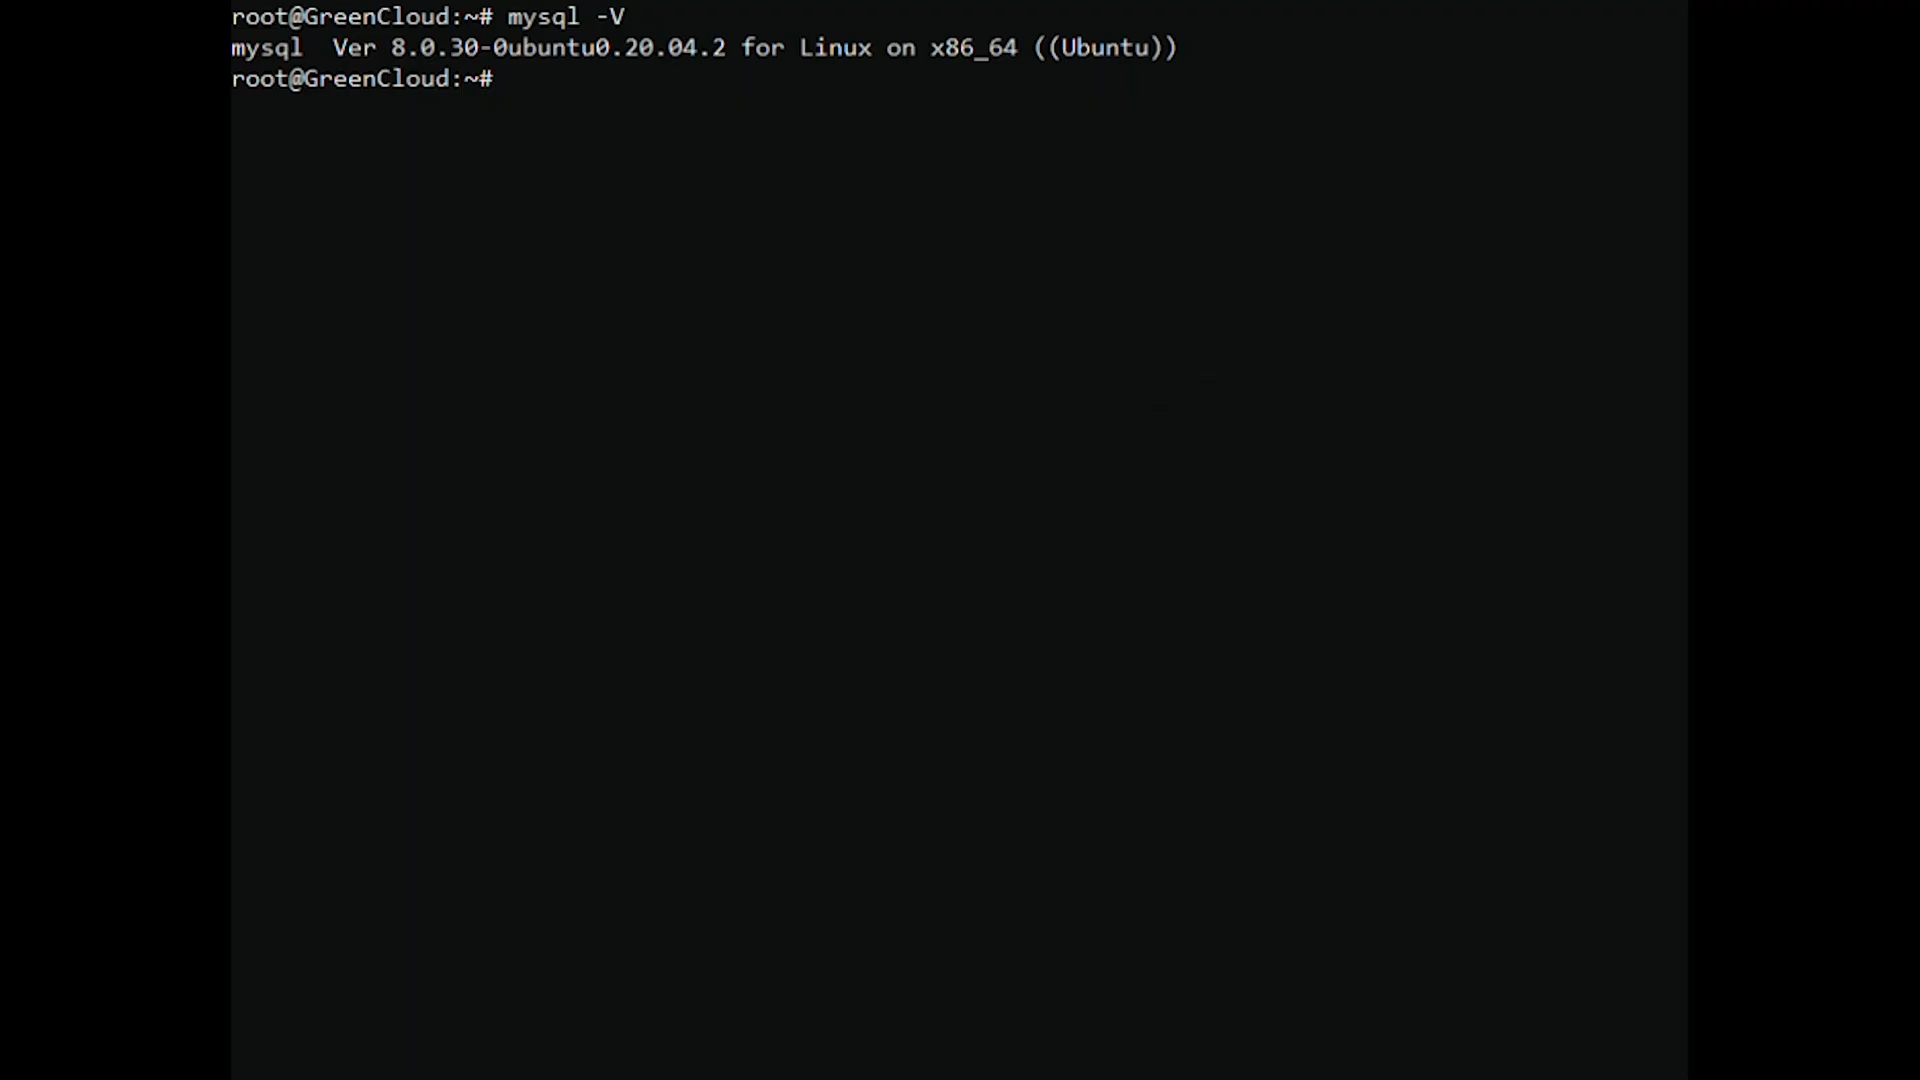 root@GreenCloud:~# mysql -V
mysql  Ver 8.0.30-0ubuntu0.20.04.2 for Linux on x86_64 ((Ubuntu))
root@GreenCloud:~#